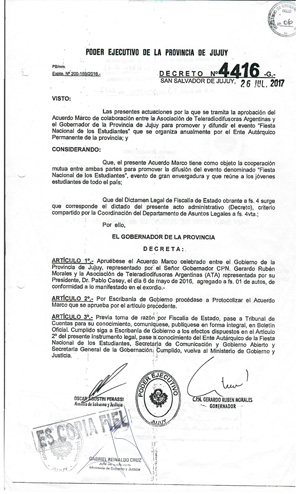 PODER EJECUTIVO DE LA PROVINCIA DE JUJUY
Expte. Nº 200-109/2016.-
DECRETO Nº 4416 -G.-
SAN SALVADOR DE JUJUY, 26 JUL. 2017
VISTO:
Las presentes actuaciones por la que se tramita la aprobación del
Acuerdo Marco de colaboración entre la Asociación de Teleradiodifusoras Argentinas y
el Gobernador de la Provincia de Jujuy para promover y difundir el evento "Fiesta
Nacional de los Estudiantes" que se organiza anualmente por el Ente Autárquico
Permanente de la provincia; y
CONSIDERANDO:
Que, el presente Acuerdo Marco tiene como objeto la cooperación
mutua entre ambas partes para promover la difusión del evento denominado "Fiesta
Nacional de los Estudiantes", evento de gran envergadura y que reúne a los jóvenes
estudiantes de todo el país;
Que del Dictamen Legal de Fiscalía de Estado obrante a fs. 4 surge
que corresponde el dictado del presente acto administrativo (Decreto), criterio
compartido por la Coordinación del Departamento de Asuntos Legales a fs. 4vta.;
Por ello,
EL GOBERNADOR DE LA PROVINCIA
D E C R E T A:
ARTÍCULO 1º.- Apruébese el Acuerdo Marco celebrado entre el Gobierno de la
Provincia de Jujuy, representado por el Señor Gobernador CPN. Gerardo Rubén
Morales y la Asociación de Teleradiodifusoras Argentinas (ATA) representada por su
Presidente, Dr. Pablo Casey, el día 6 de mayo de 2016, agregado a fs. 01 de autos, de
conformidad a lo manifestado en el exordio.-
ARTÍCULO 2º.- Por Escribanía de Gobierno procédase a Protocolizar el Acuerdo
Marco que se aprueba por el artículo precedente.
ARTÍCULO 3º.- Previa toma de razón por Fiscalía de Estado, pase a Tribunal de
Cuentas para su conocimiento, comuníquese, publíquese en forma integral, en Boletín
Oficial. Cumplido siga a Escribanía de Gobierno a los efectos dispuestos en el Artículo
2º del presente instrumento legal, pase a conocimiento del Ente Autárquico de la Fiesta
Nacional de los Estudiantes, Secretaría de Comunicación y Gobierno Abierto y
Secretaría General de la Gobernación. Cumplido, vuelva al Ministerio de Gobierno y
Justicia.
PODER EJECUTIVO
JUJUY
OSCAR AGUSTIN PERASSI
Ministro de Gobierno y Justicia
C.P.N. GERARDO RUBEN MORALES
GOBERNADOR
ES COPIA FIEL
GABRIEL REINALDO CRUZ